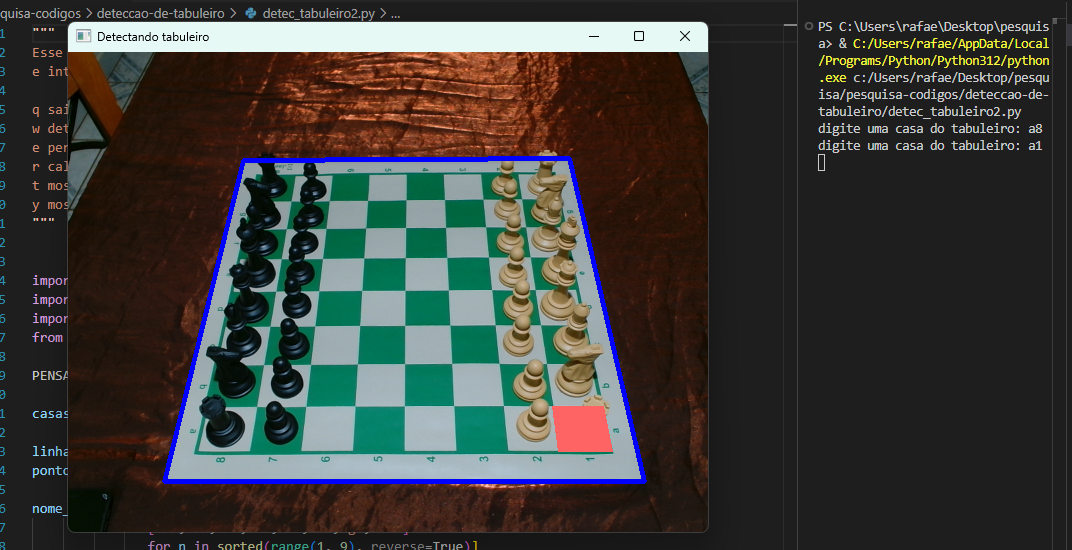 quisa-codigos > deteccao-de-tabuleiro > detec_tabuleiro2.py > ...
Detectando tabuleiro
"""
Esse
e int
q sai
w det
e per
r cal
t mos
y mos
"""
impor
impor
impor
from
PENSA
casas
linha
ponto
nome_
for n in sorted(range(1, 9), reverse=True)]
a
b
8
7
6
5
4
3
2
1
a
b
PS C:\Users\rafae\Desktop\pesquis
a> & C:/Users/rafae/AppData/Local
/Programs/Python/Python312/python
.exe c:/Users/rafae/Desktop/pesqu
isa/pesquisa-codigos/deteccao-de-
tabuleiro/detec_tabuleiro2.py
digite uma casa do tabuleiro: a8
digite uma casa do tabuleiro: a1